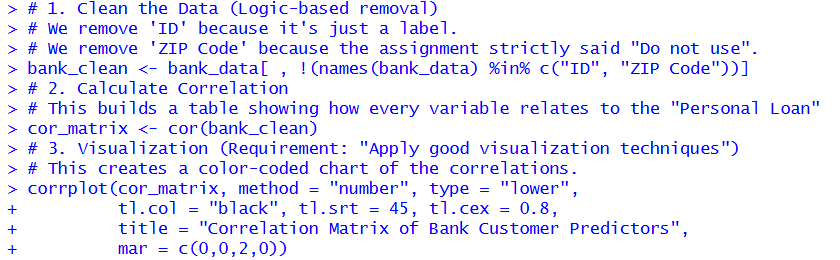 > # 1. Clean the Data (Logic-based removal)
> # We remove 'ID' because it's just a label.
> # We remove 'ZIP Code' because the assignment strictly said "Do not use".
> bank_clean <- bank_data[ , !(names(bank_data) %in% c("ID", "ZIP Code"))]
> # 2. Calculate Correlation
> # This builds a table showing how every variable relates to the "Personal Loan"
> cor_matrix <- cor(bank_clean)
> # 3. Visualization (Requirement: "Apply good visualization techniques")
> # This creates a color-coded chart of the correlations.
> corrplot(cor_matrix, method = "number", type = "lower",
+         tl.col = "black", tl.srt = 45, tl.cex = 0.8,
+         title = "Correlation Matrix of Bank Customer Predictors",
+         mar = c(0,0,2,0))